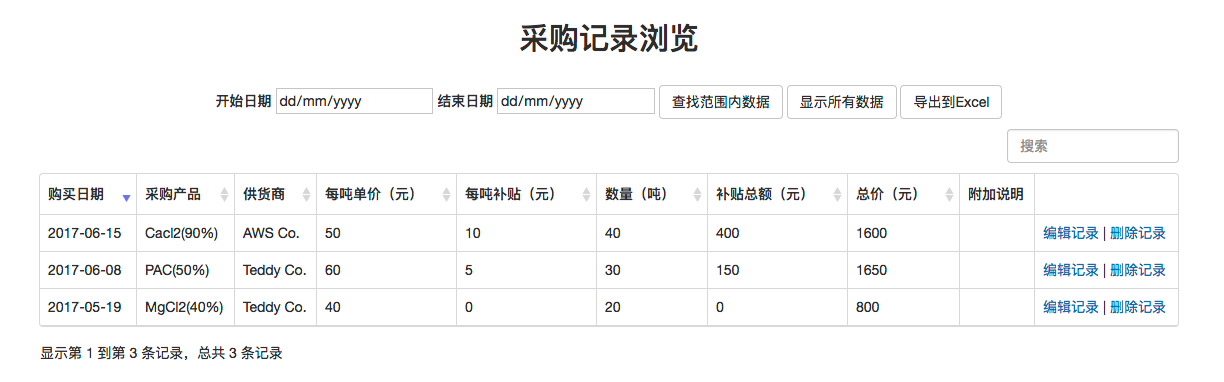 采购记录浏览
开始日期 dd/mm/yyyy 结束日期 dd/mm/yyyy 查找范围内数据 显示所有数据 导出到Excel
搜索
购买日期 采购产品 供货商 每吨单价（元） 每吨补贴（元） 数量（吨） 补贴总额（元） 总价（元） 附加说明
2017-06-15 Cacl2(90%) AWS Co. 50 10 40 400 1600 编辑记录 | 删除记录
2017-06-08 PAC(50%) Teddy Co. 60 5 30 150 1650 编辑记录 | 删除记录
2017-05-19 MgCl2(40%) Teddy Co. 40 0 20 0 800 编辑记录 | 删除记录
显示第 1 到第 3 条记录，总共 3 条记录